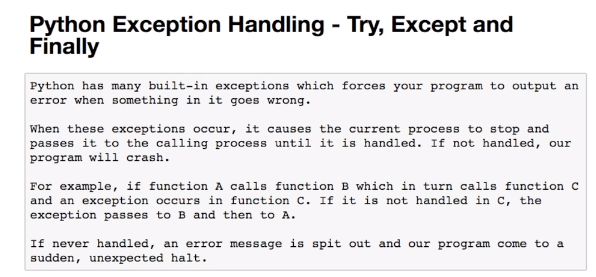 Python Exception Handling - Try, Except and
Finally
Python has many built-in exceptions which forces your program to output an
error when something in it goes wrong.
When these exceptions occur, it causes the current process to stop and
passes it to the calling process until it is handled. If not handled, our
program will crash.
For example, if function A calls function B which in turn calls function C
and an exception occurs in function C. If it is not handled in C, the
exception passes to B and then to A.
If never handled, an error message is spit out and our program come to a
sudden, unexpected halt.